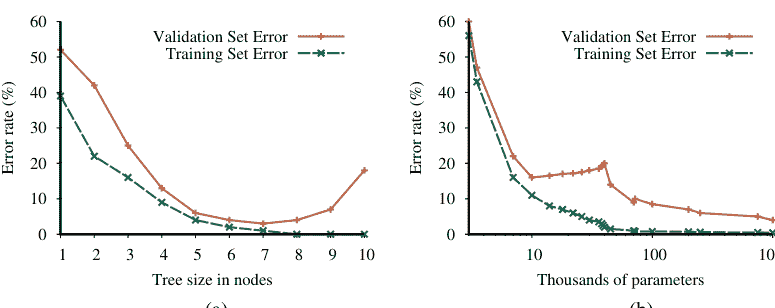 60
50
40
30
20
10
0
Error rate (%)
Validation Set Error
Training Set Error
1 2 3 4 5 6 7 8 9 10
Tree size in nodes
60
50
40
30
20
10
0
Error rate (%)
Validation Set Error
Training Set Error
10 100 10
Thousands of parameters